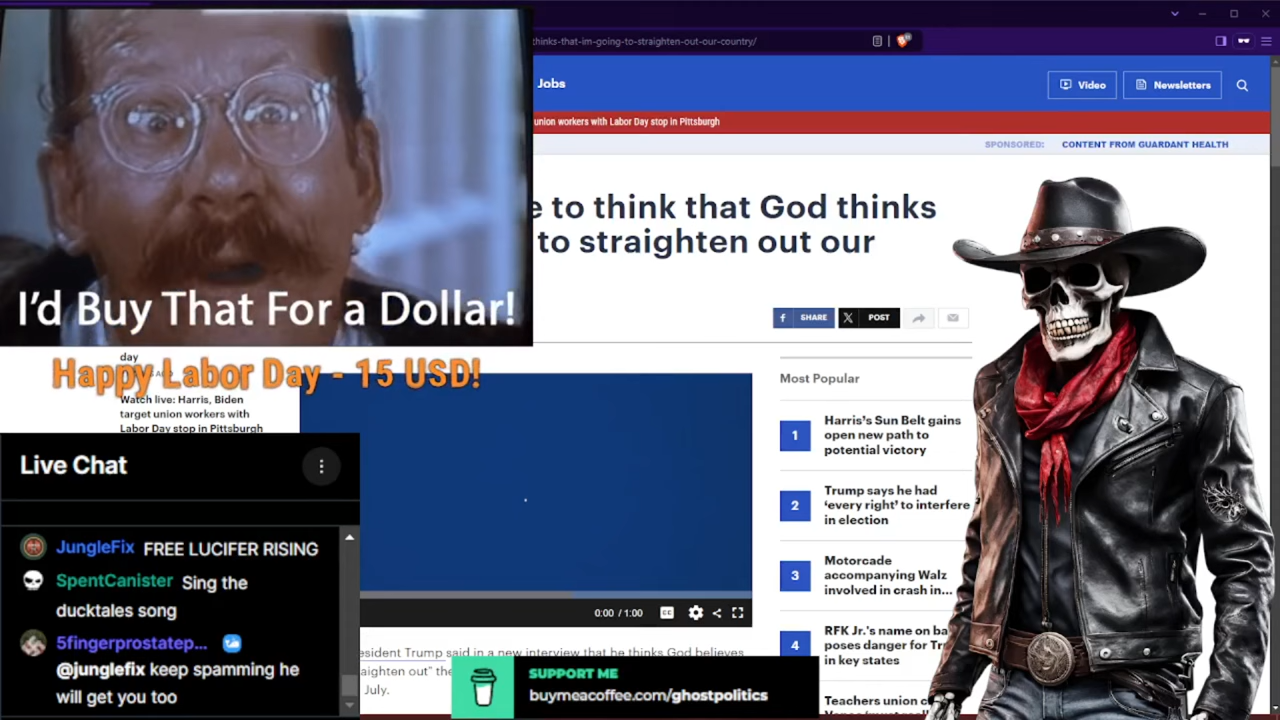 thinks-that-im-going-to-straighten-out-our-country/
Jobs
Video
Newsletters
union workers with Labor Day stop in Pittsburgh
SPONSORED: CONTENT FROM GUARDANT HEALTH
e to think that God thinks
to straighten out our
I'd Buy That For a Dollar!
SHARE
X POST
day
Happy Labor Day - 15 USD!
Watch live: Harris, Biden
target union workers with
Labor Day stop in Pittsburgh
Most Popular
1
Harris's Sun Belt gains
open new path to
potential victory
2
Trump says he had
'every right' to interfere
in election
3
Motorcade
accompanying Walz
involved in crash in...
4
RFK Jr.'s name on ba
poses danger for Tr
in key states
Teachers union c
Live Chat
JungleFix FREE LUCIFER RISING
SpentCanister Sing the
ducktales song
5fingerprostatep...
@junglefix keep spamming he
will get you too
0:00 / 1:00
CC
esident Trump said in a new interview that he thinks God believes
aighten out" the
July.
SUPPORT ME
buymeacoffee.com/ghostpolitics